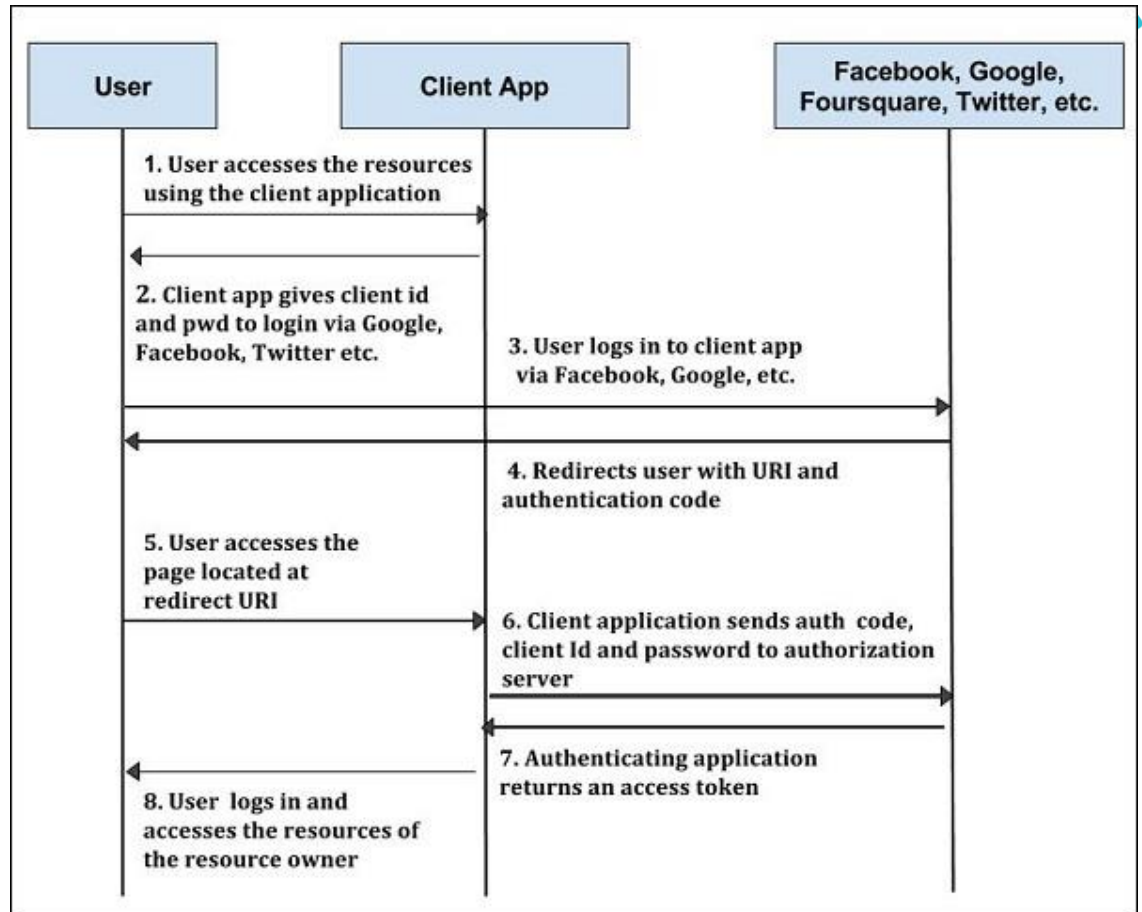 User
Client App
Facebook, Google,
Foursquare, Twitter, etc.
1. User accesses the resources
using the client application
2. Client app gives client id
and pwd to login via Google,
Facebook, Twitter etc.
3. User logs in to client app
via Facebook, Google, etc.
4. Redirects user with URI and
authentication code
5. User accesses the
page located at
redirect URI
6. Client application sends auth code,
client Id and password to authorization
server
7. Authenticating application
returns an access token
8. User logs in and
accesses the resources of
the resource owner